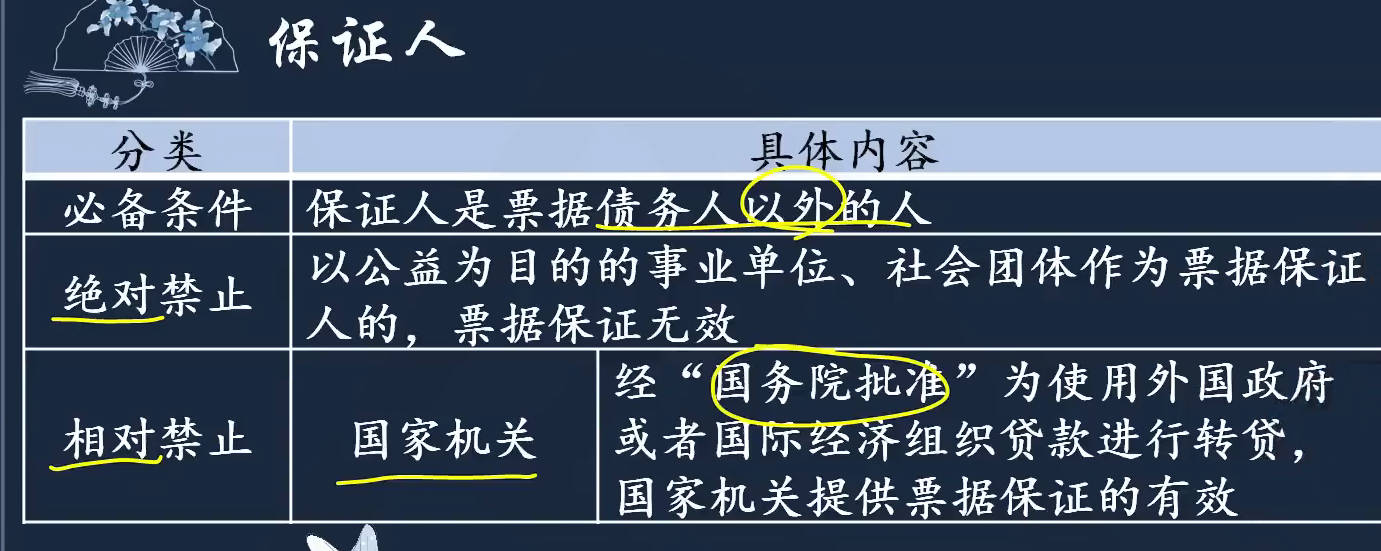 保证人
分类
具体内容
必备条件
保证人是票据债务人以外的人
绝对禁止
以公益为目的的事业单位、社会团体作为票据保证
人的，票据保证无效
相对禁止
国家机关
经“国务院批准”为使用外国政府
或者国际经济组织贷款进行转贷，
国家机关提供票据保证的有效